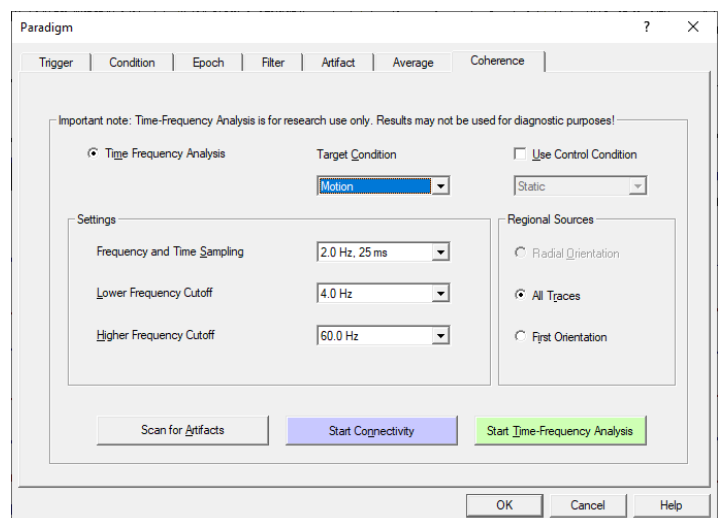 Paradigm
?
Trigger
Condition
Epoch
Filter
Artifact
Average
Coherence
Important note: Time-Frequency Analysis is for research use only. Results may not be used for diagnostic purposes!
Time Frequency Analysis
Target Condition
Use Control Condition
Motion
Static
Settings
Regional Sources
Frequency and Time Sampling
2.0 Hz, 25 ms
Radial Orientation
Lower Frequency Cutoff
4.0 Hz
All Traces
Higher Frequency Cutoff
60.0 Hz
First Orientation
Scan for Artifacts
Start Connectivity
Start Time-Frequency Analysis
OK
Cancel
Help